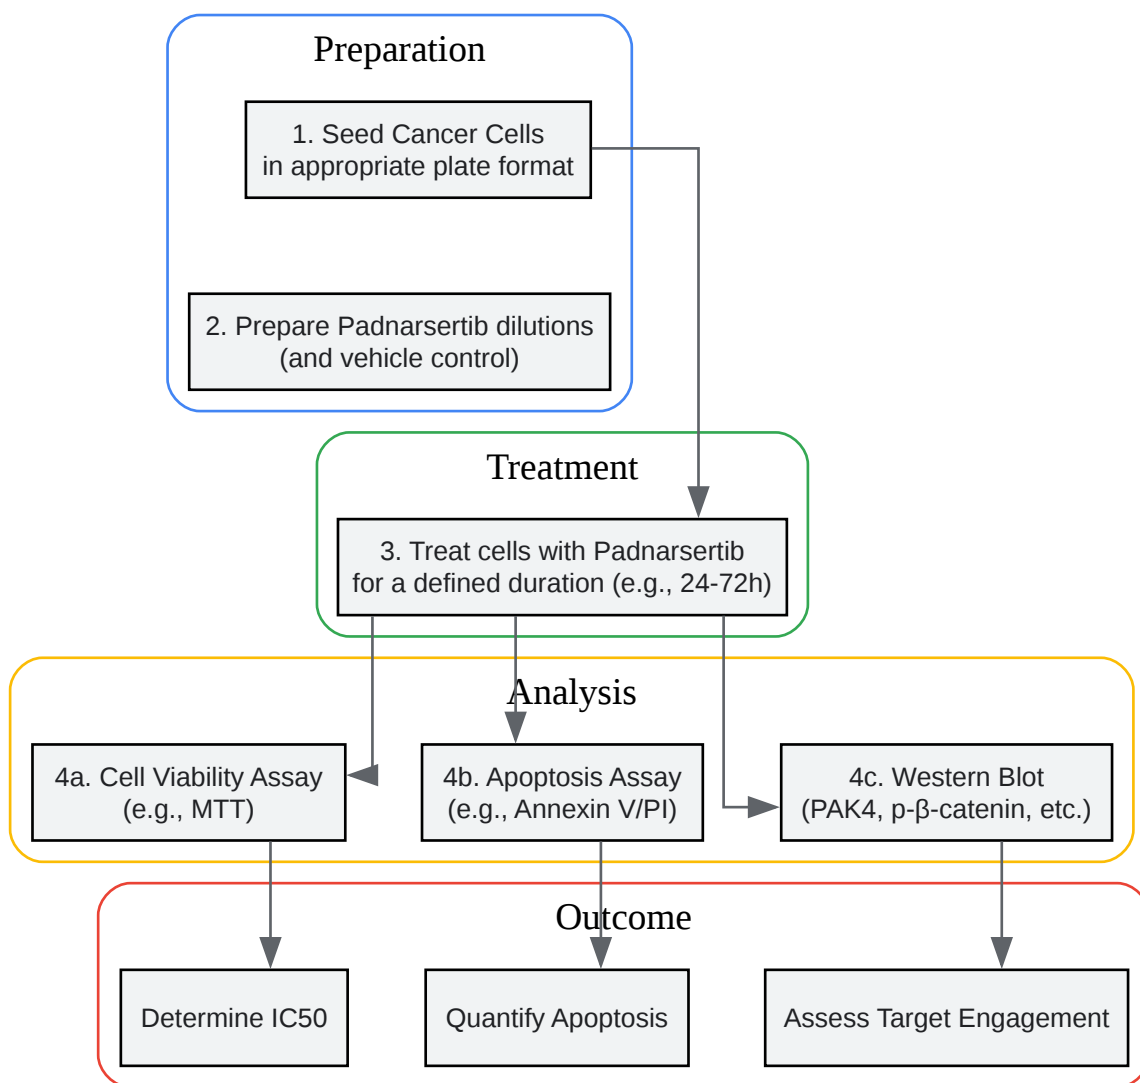 Preparation
1. Seed Cancer Cells
in appropriate plate format
2. Prepare Padnarsertib dilutions
(and vehicle control)
Treatment
3. Treat cells with Padnarsertib
for a defined duration (e.g., 24-72h)
Analysis
4a. Cell Viability Assay
(e.g., MTT)
4b. Apoptosis Assay
(e.g., Annexin V/PI)
4c. Western Blot
(PAK4, p-β-catenin, etc.)
Outcome
Determine IC50
Quantify Apoptosis
Assess Target Engagement